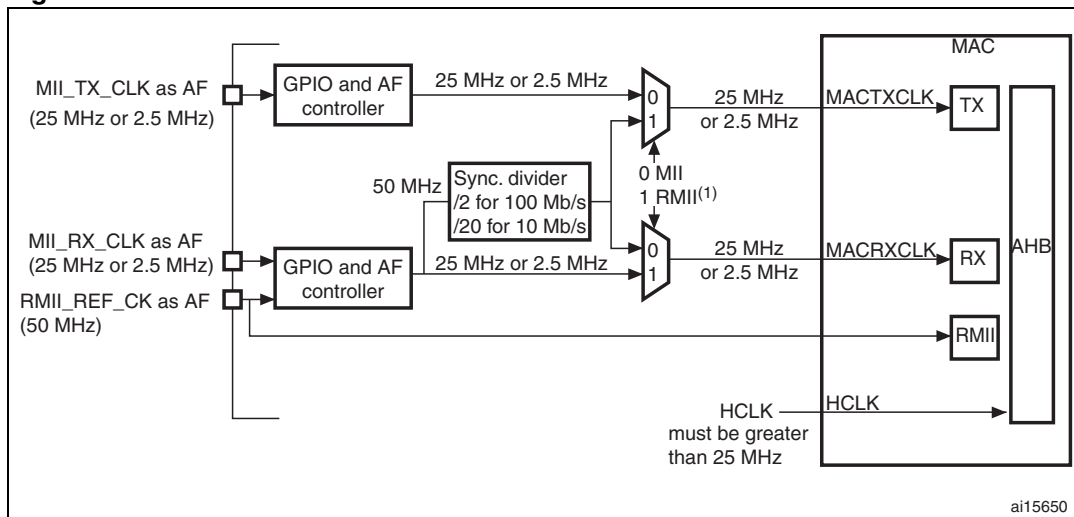 MII_TX_CLK as AF
(25 MHz or 2.5 MHz)
GPIO and AF
controller
25 MHz or 2.5 MHz
0
1
25 MHz
or 2.5 MHz
MACTXCLK
MAC
TX
50 MHz
Sync. divider
/2 for 100 Mb/s
/20 for 10 Mb/s
0 MII
1 RMII(1)
MII_RX_CLK as AF
(25 MHz or 2.5 MHz)
GPIO and AF
controller
25 MHz or 2.5 MHz
0
1
25 MHz
or 2.5 MHz
MACRXCLK
RX
AHB
RMII_REF_CK as AF
(50 MHz)
RMII
HCLK
must be greater
than 25 MHz
HCLK
ai15650